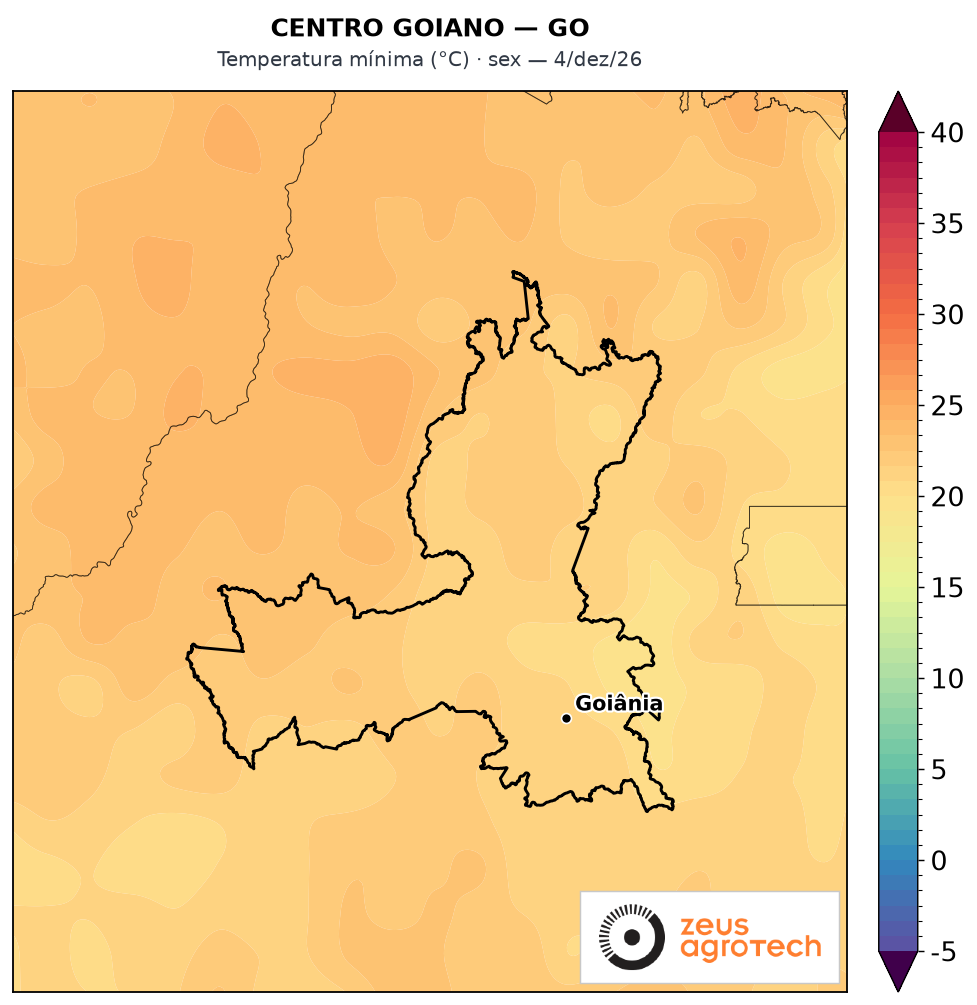 CENTRO GOIANO — GO
Temperatura mínima (°C) · sex — 4/dez/26
40
35
30
25
20
15
10
5
0
-5
Goiânia
zeus
agrotech